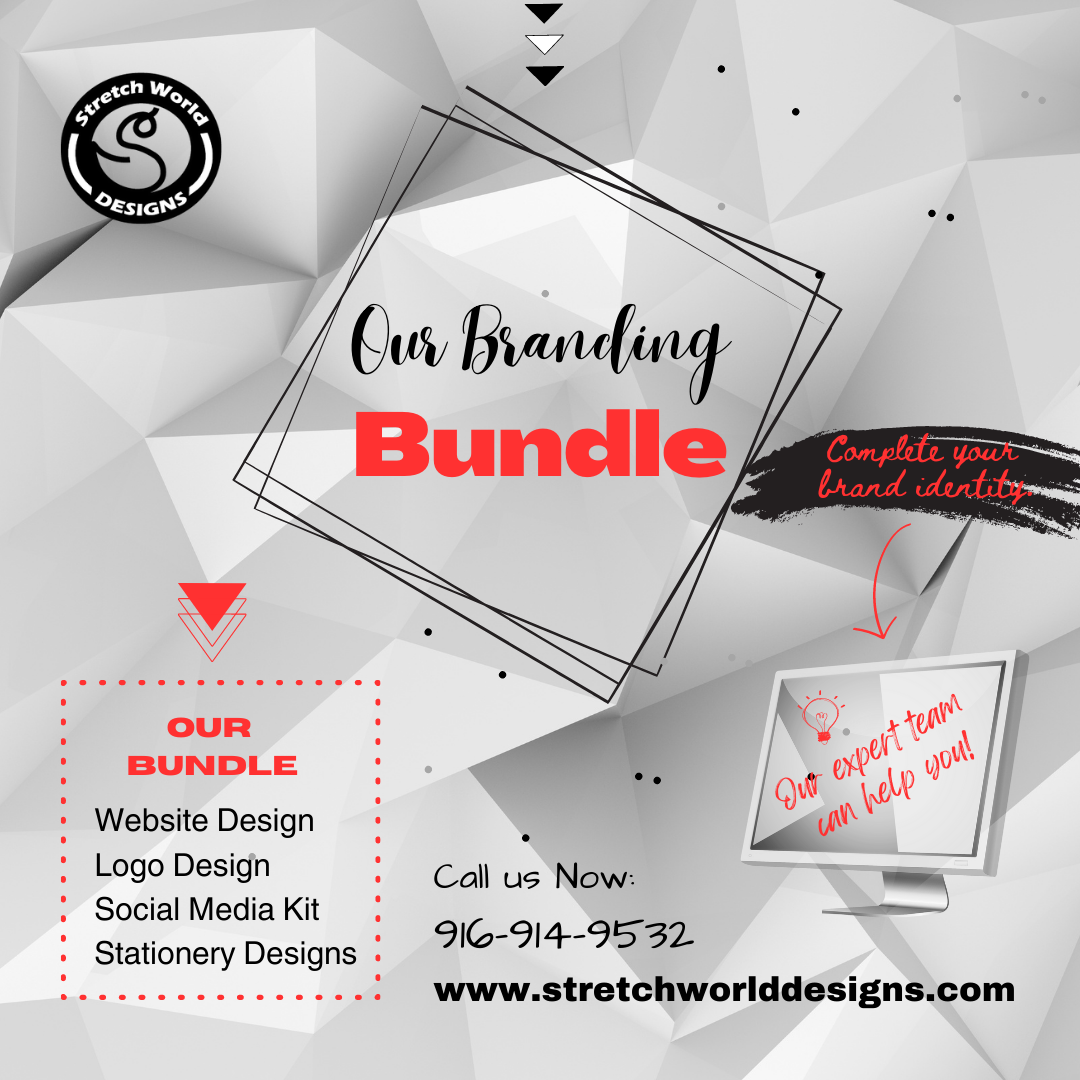 Stretch World
DESIGNS
Our Branding
Bundle
Complete your
brand identity.
OUR
BUNDLE
Website Design
Logo Design
Social Media Kit
Stationery Designs
Our expert team
can help you!
Call us Now:
916-914-9532
www.stretchworlddesigns.com